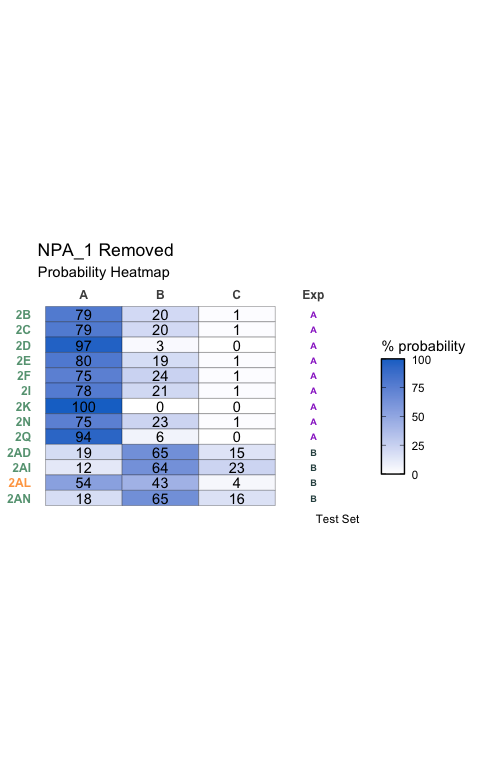 NPA_1 Removed
Probability Heatmap
A B C Exp
2B 79 20 1 A
2C 79 20 1 A
2D 97 3 0 A
2E 80 19 1 A
2F 75 24 1 A
2I 78 21 1 A
2K 100 0 0 A
2N 75 23 1 A
2Q 94 6 0 A
2AD 19 65 15 B
2AI 12 64 23 B
2AL 54 43 4 B
2AN 18 65 16 B
Test Set
% probability
100
75
50
25
0